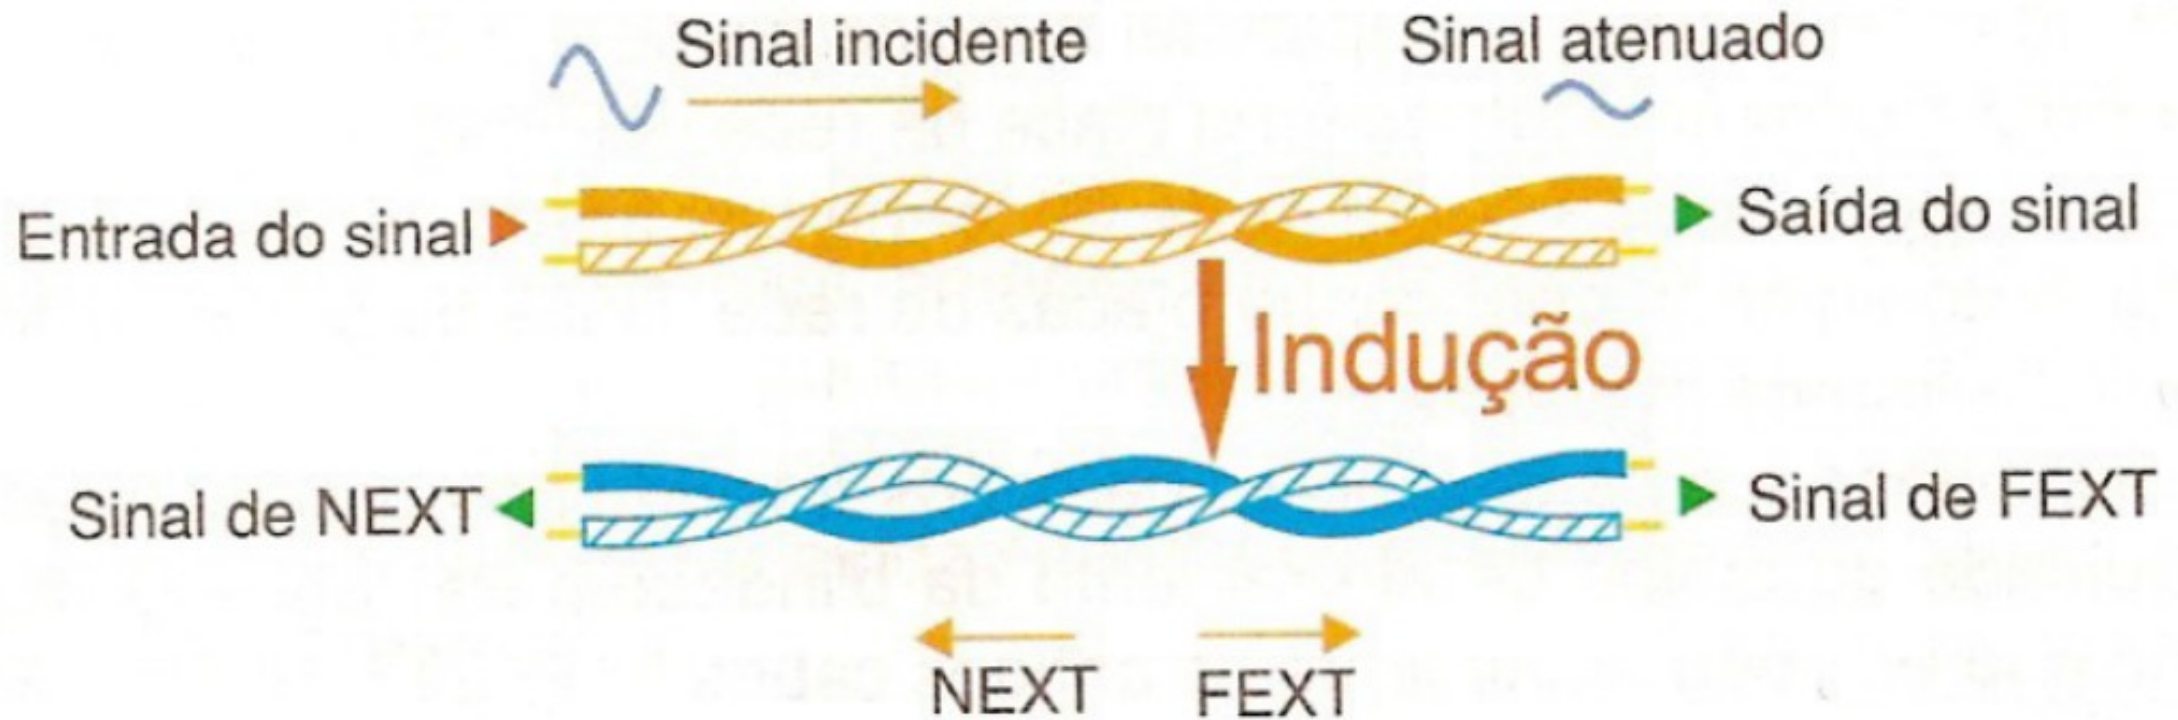 Sinal incidente
Sinal atenuado
Entrada do sinal
Saída do sinal
Indução
Sinal de NEXT
Sinal de FEXT
NEXT
FEXT